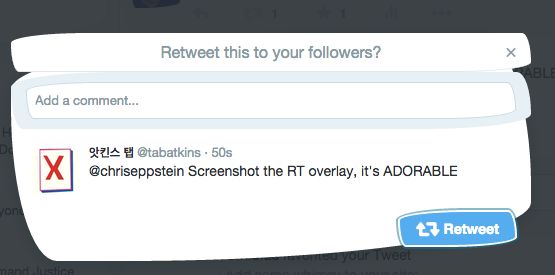 Retweet this to your followers?
×
Add a comment...
X
앗킨스 탭 @tabatkins · 50s
@chriseppstein Screenshot the RT overlay, it's ADORABLE
Retweet